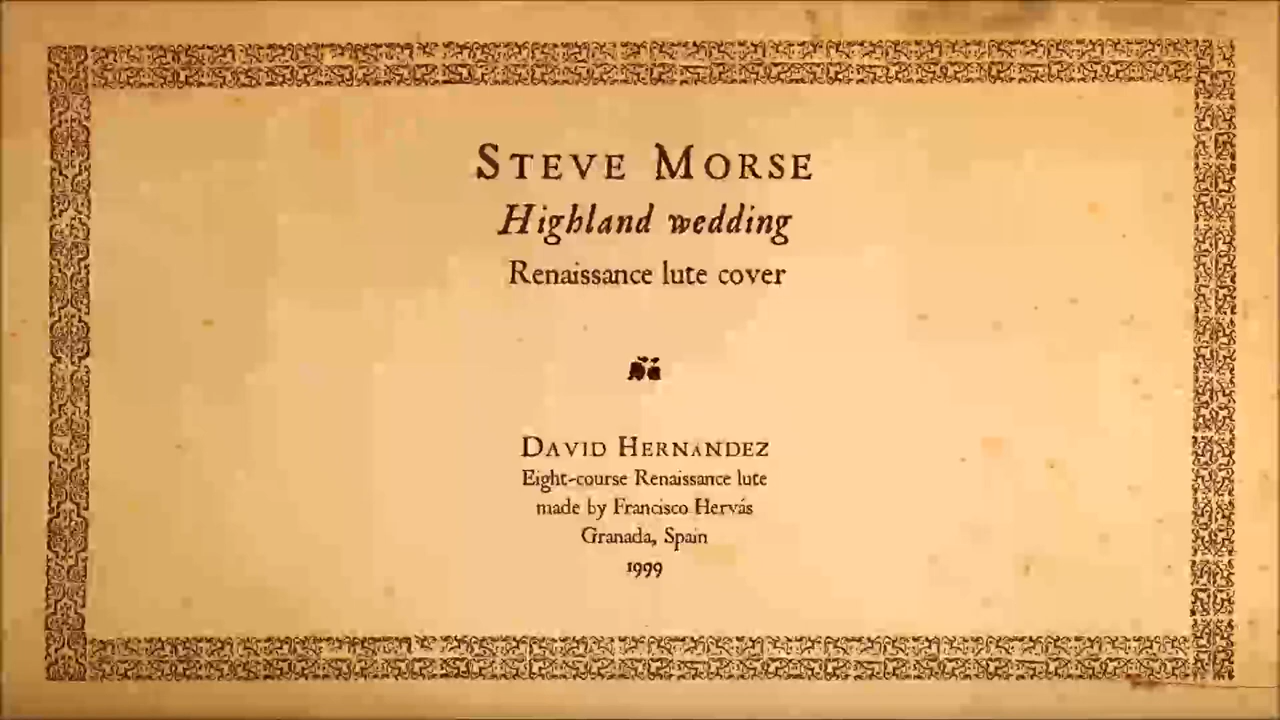 STEVE MORSE
Highland wedding
Renaissance lute cover
DAVID HERNANDEZ
Eight-course Renaissance lute
made by Francisco Hervás
Granada, Spain
1999